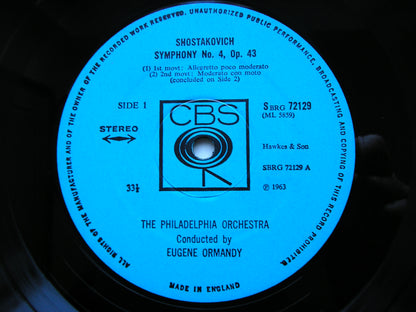 ALL RIGHTS OF THE MANUFACTURER AND OF THE OWNER OF THE RECORDED WORK RESERVED. UNAUTHORIZED PUBLIC PERFORMANCE, BROADCASTING AND COPYING OF THIS RECORD PROHIBITED
SHOSTAKOVICH
SYMPHONY No. 4, Op. 43
(1) 1st movt: Allegretto poco moderato
(2) 2nd movt: Moderato con moto
(concluded on Side 2)
SIDE 1
STEREO
33⅓
CBS
SBRG 72129
(ML 5859)
Hawkes & Son.
SBRG 72129 A
℗ 1963
THE PHILADELPHIA ORCHESTRA
Conducted by
EUGENE ORMANDY
MADE IN ENGLAND